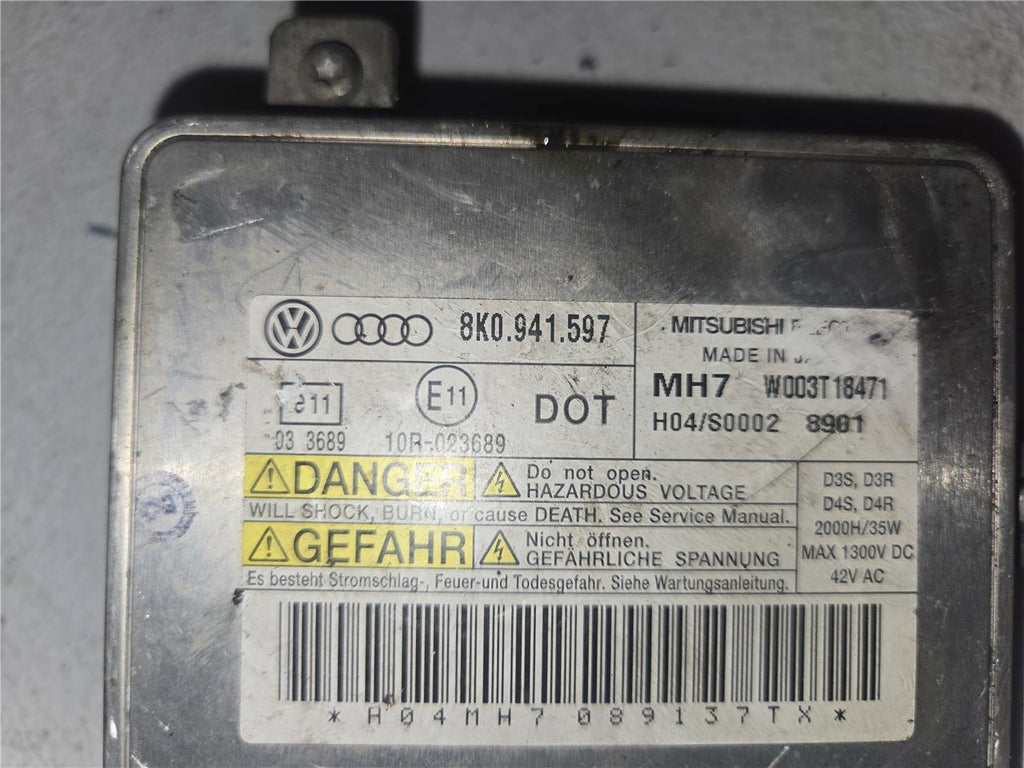 8K0.941.597
MITSUBISHI
MADE IN
MH7 W003T18471
H04/S0002 8901
e11
E11
DOT
03 3689 10R-023689
DANGER
Do not open.
HAZARDOUS VOLTAGE
WILL SHOCK, BURN, or cause DEATH. See Service Manual.
GEFAHR
Nicht öffnen.
GEFÄHRLICHE SPANNUNG
Es besteht Stromschlag-, Feuer-und Todesgefahr. Siehe Wartungsanleitung.
D3S, D3R
D4S, D4R
2000H/35W
MAX 1300V DC
42V AC
*H04MH7089137TX*